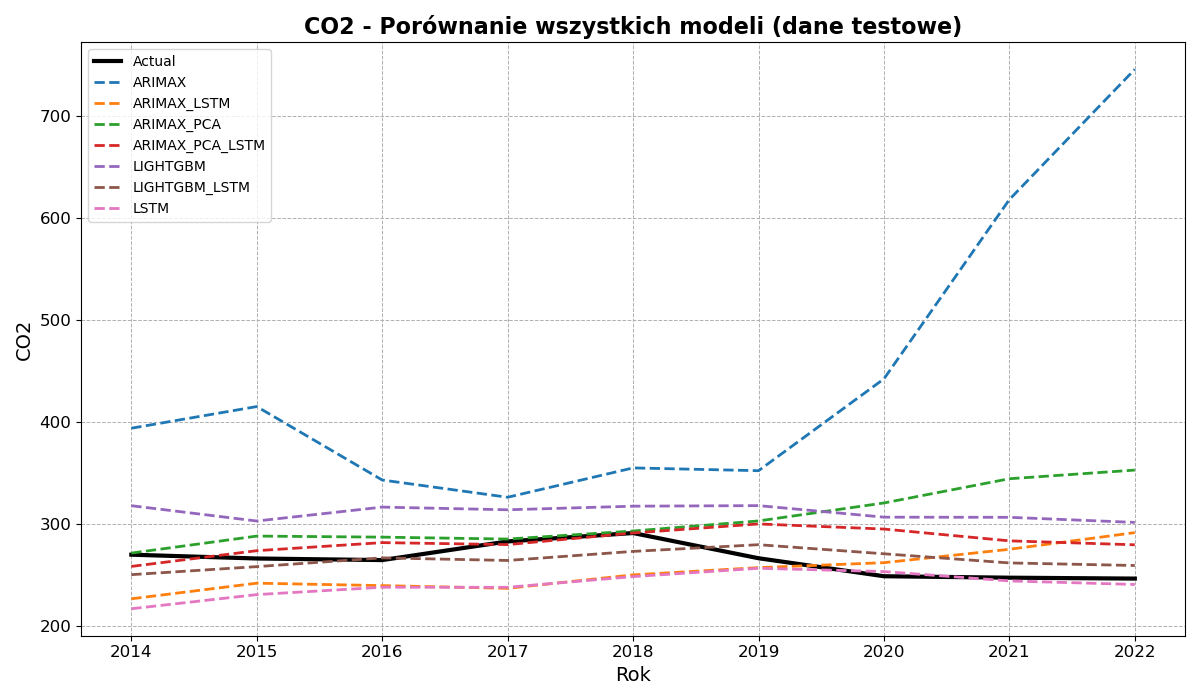 CO2 - Porównanie wszystkich modeli (dane testowe)
Actual
ARIMAX
ARIMAX_LSTM
ARIMAX_PCA
ARIMAX_PCA_LSTM
LIGHTGBM
LIGHTGBM_LSTM
LSTM
700
600
500
400
300
200
CO2
2014 2015 2016 2017 2018 2019 2020 2021 2022
Rok